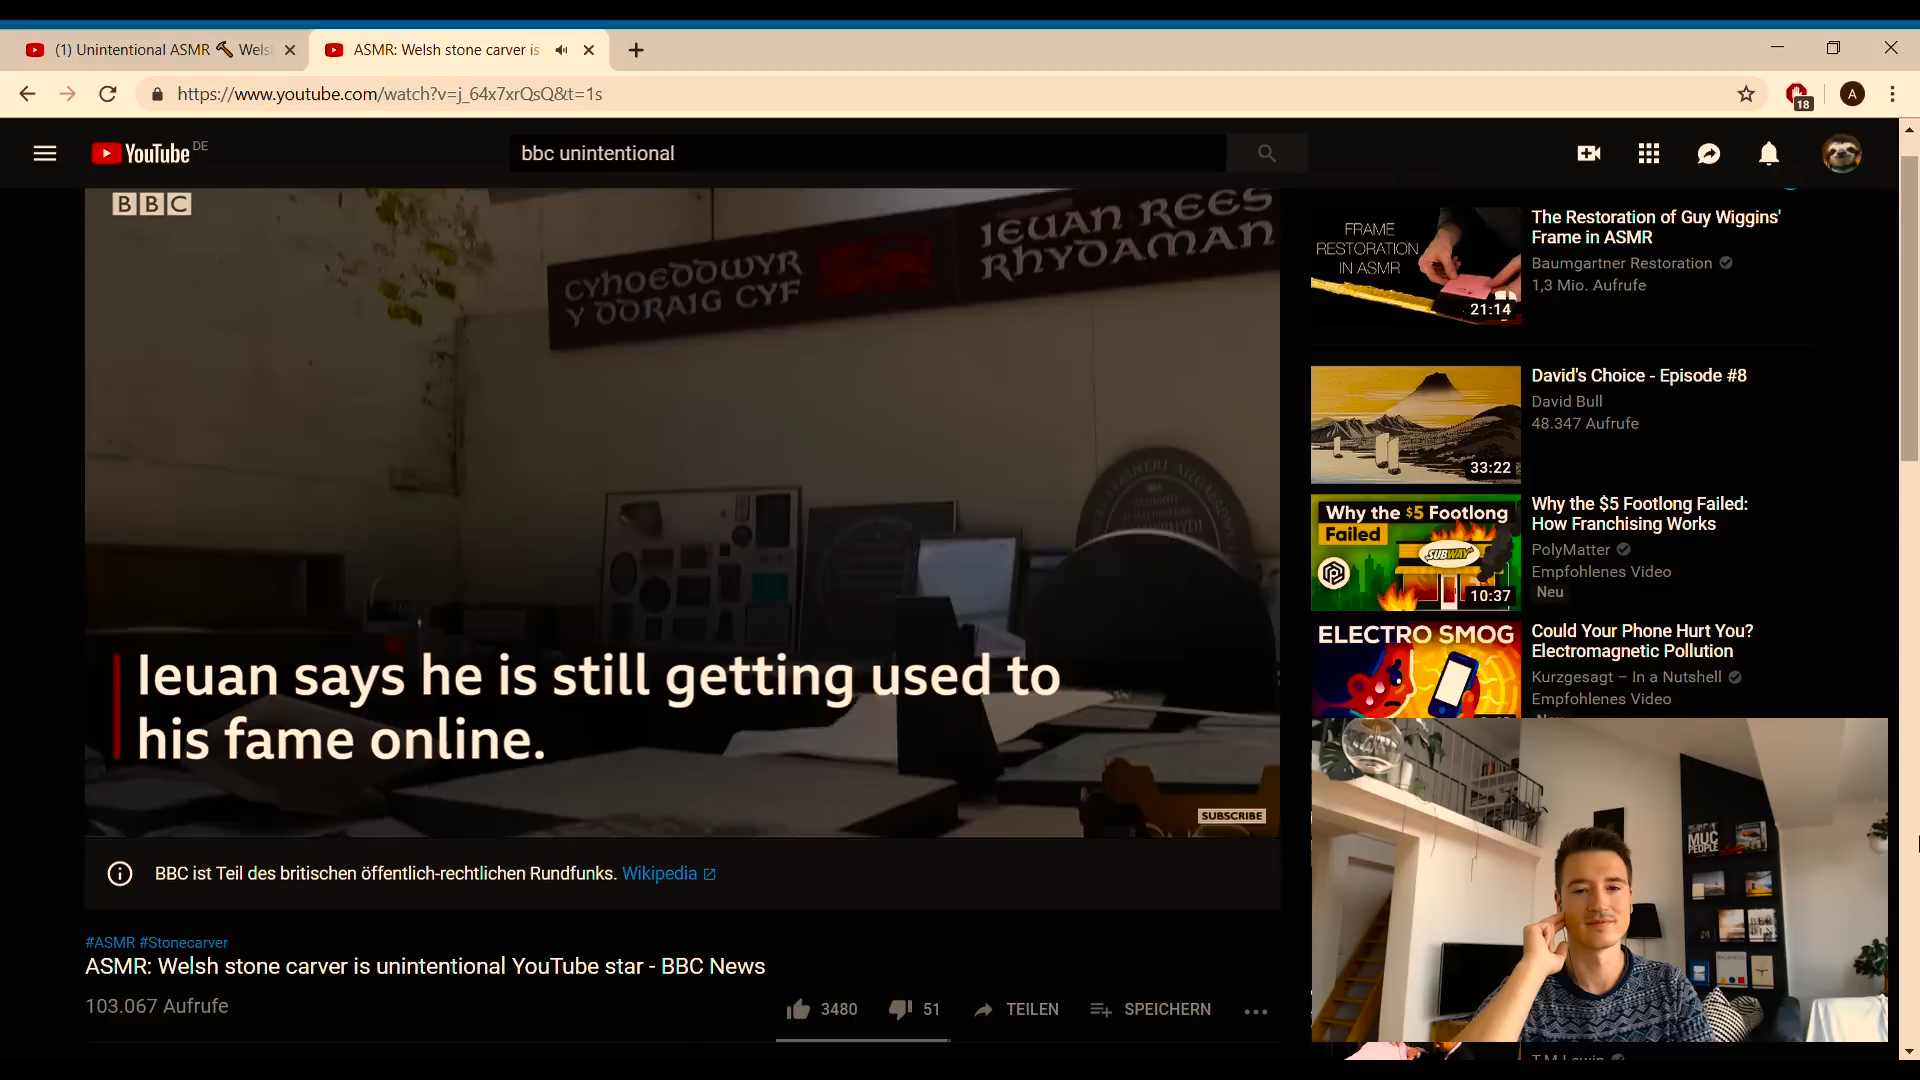 (1) Unintentional ASMR 🔨 Wels
ASMR: Welsh stone carver is
https://www.youtube.com/watch?v=j_64x7xrQsQ&t=1s
18
A
YouTube DE
bbc unintentional
BBC
CYHOEDDWYR
Y DDRAIG CYF
IEUAN REES
RHYDAMAN
Ieuan says he is still getting used to
his fame online.
SUBSCRIBE
BBC ist Teil des britischen öffentlich-rechtlichen Rundfunks. Wikipedia
#ASMR #Stonecarver
ASMR: Welsh stone carver is unintentional YouTube star - BBC News
103.067 Aufrufe
3480
51
TEILEN
SPEICHERN
FRAME
RESTORATION
IN ASMR
21:14
The Restoration of Guy Wiggins'
Frame in ASMR
Baumgartner Restoration
1,3 Mio. Aufrufe
33:22
David's Choice - Episode #8
David Bull
48.347 Aufrufe
Why the $5 Footlong
Failed
SUBWAY
10:37
Why the $5 Footlong Failed:
How Franchising Works
PolyMatter
Empfohlenes Video
Neu
ELECTRO SMOG
Could Your Phone Hurt You?
Electromagnetic Pollution
Kurzgesagt – In a Nutshell
Empfohlenes Video
MUC
PEOPLE